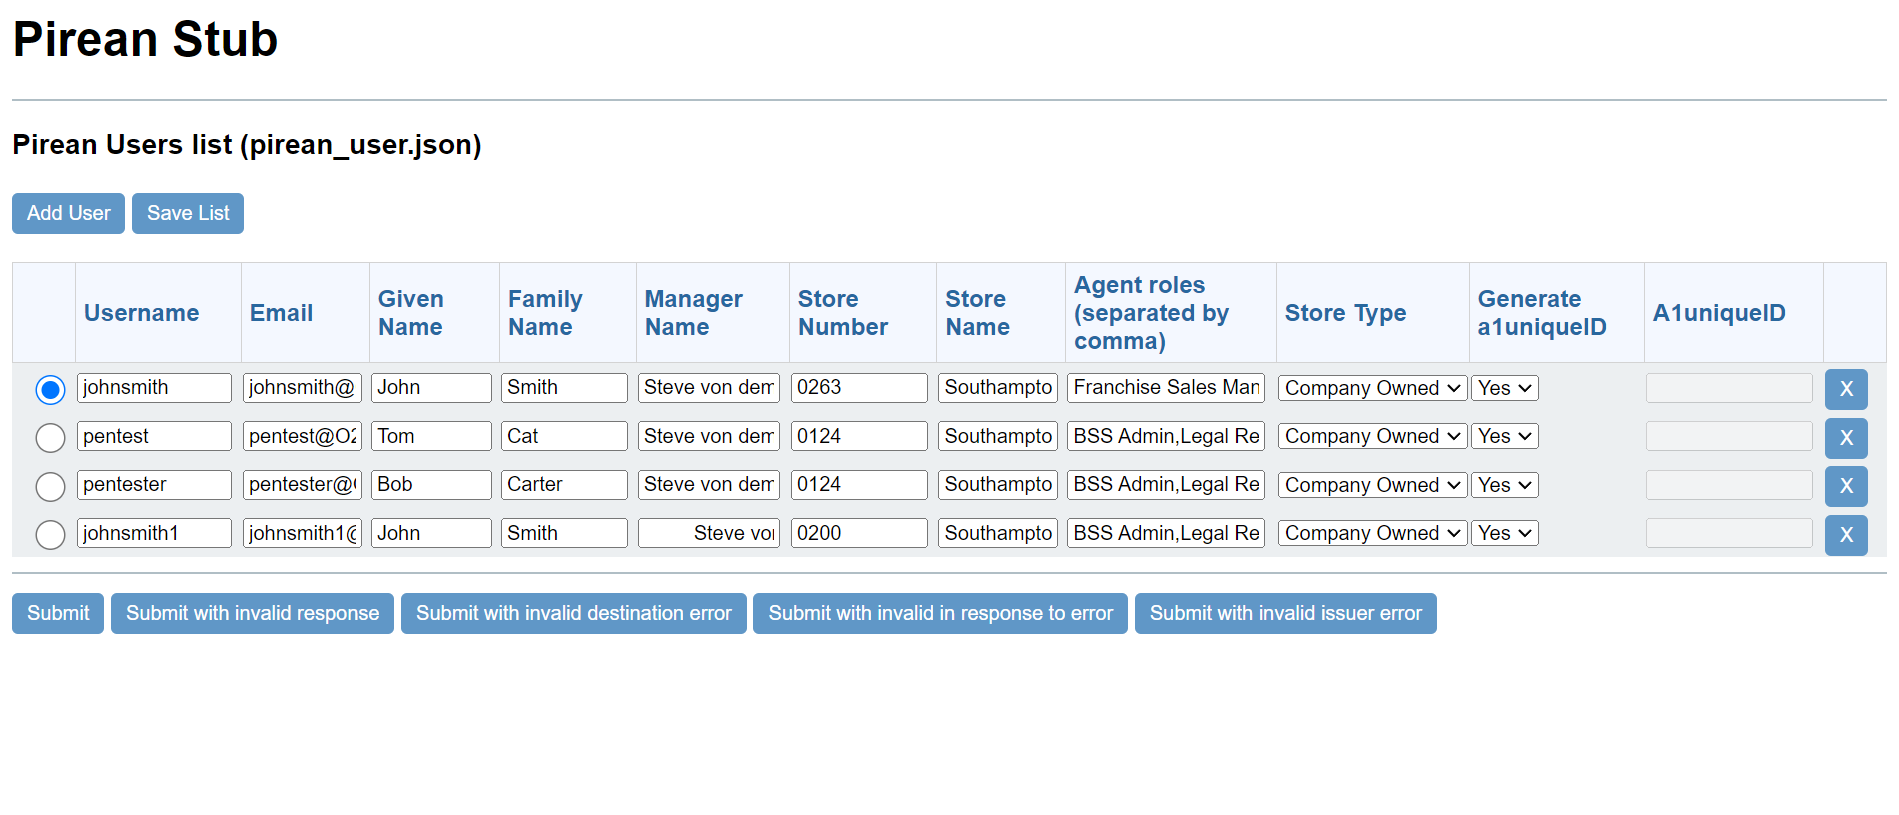 Pirean Stub
Pirean Users list (pirean_user.json)
Add User Save List
Username Email Given Name Family Name Manager Name Store Number Store Name Agent roles (separated by comma) Store Type Generate a1uniqueID A1uniqueID
johnsmith johnsmith@ John Smith Steve von dem 0263 Southampto Franchise Sales Man Company Owned Yes X
pentest pentest@O2 Tom Cat Steve von dem 0124 Southampto BSS Admin,Legal Re Company Owned Yes X
pentester pentester@ Bob Carter Steve von dem 0124 Southampto BSS Admin,Legal Re Company Owned Yes X
johnsmith1 johnsmith1@ John Smith Steve von 0200 Southampto BSS Admin,Legal Re Company Owned Yes X
Submit Submit with invalid response Submit with invalid destination error Submit with invalid in response to error Submit with invalid issuer error